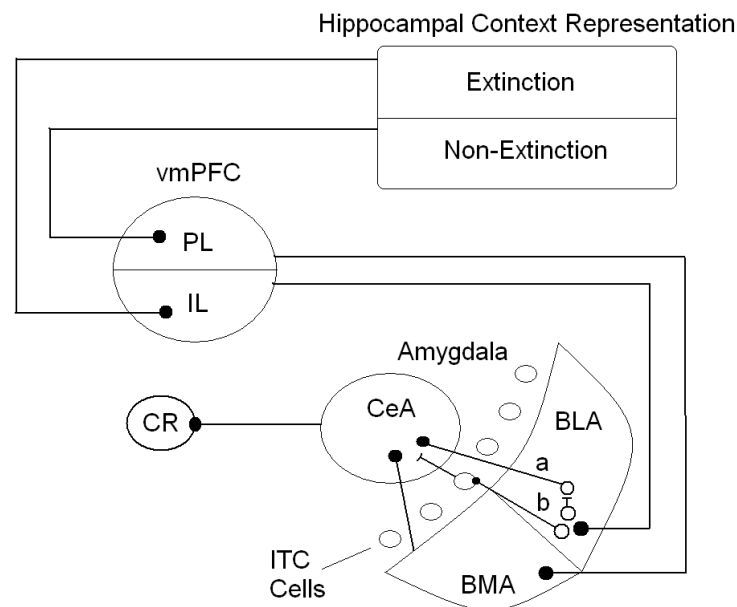 Hippocampal Context Representation
Extinction
Non-Extinction
vmPFC
PL
IL
Amygdala
CeA
CR
BLA
a
b
ITC
Cells
BMA